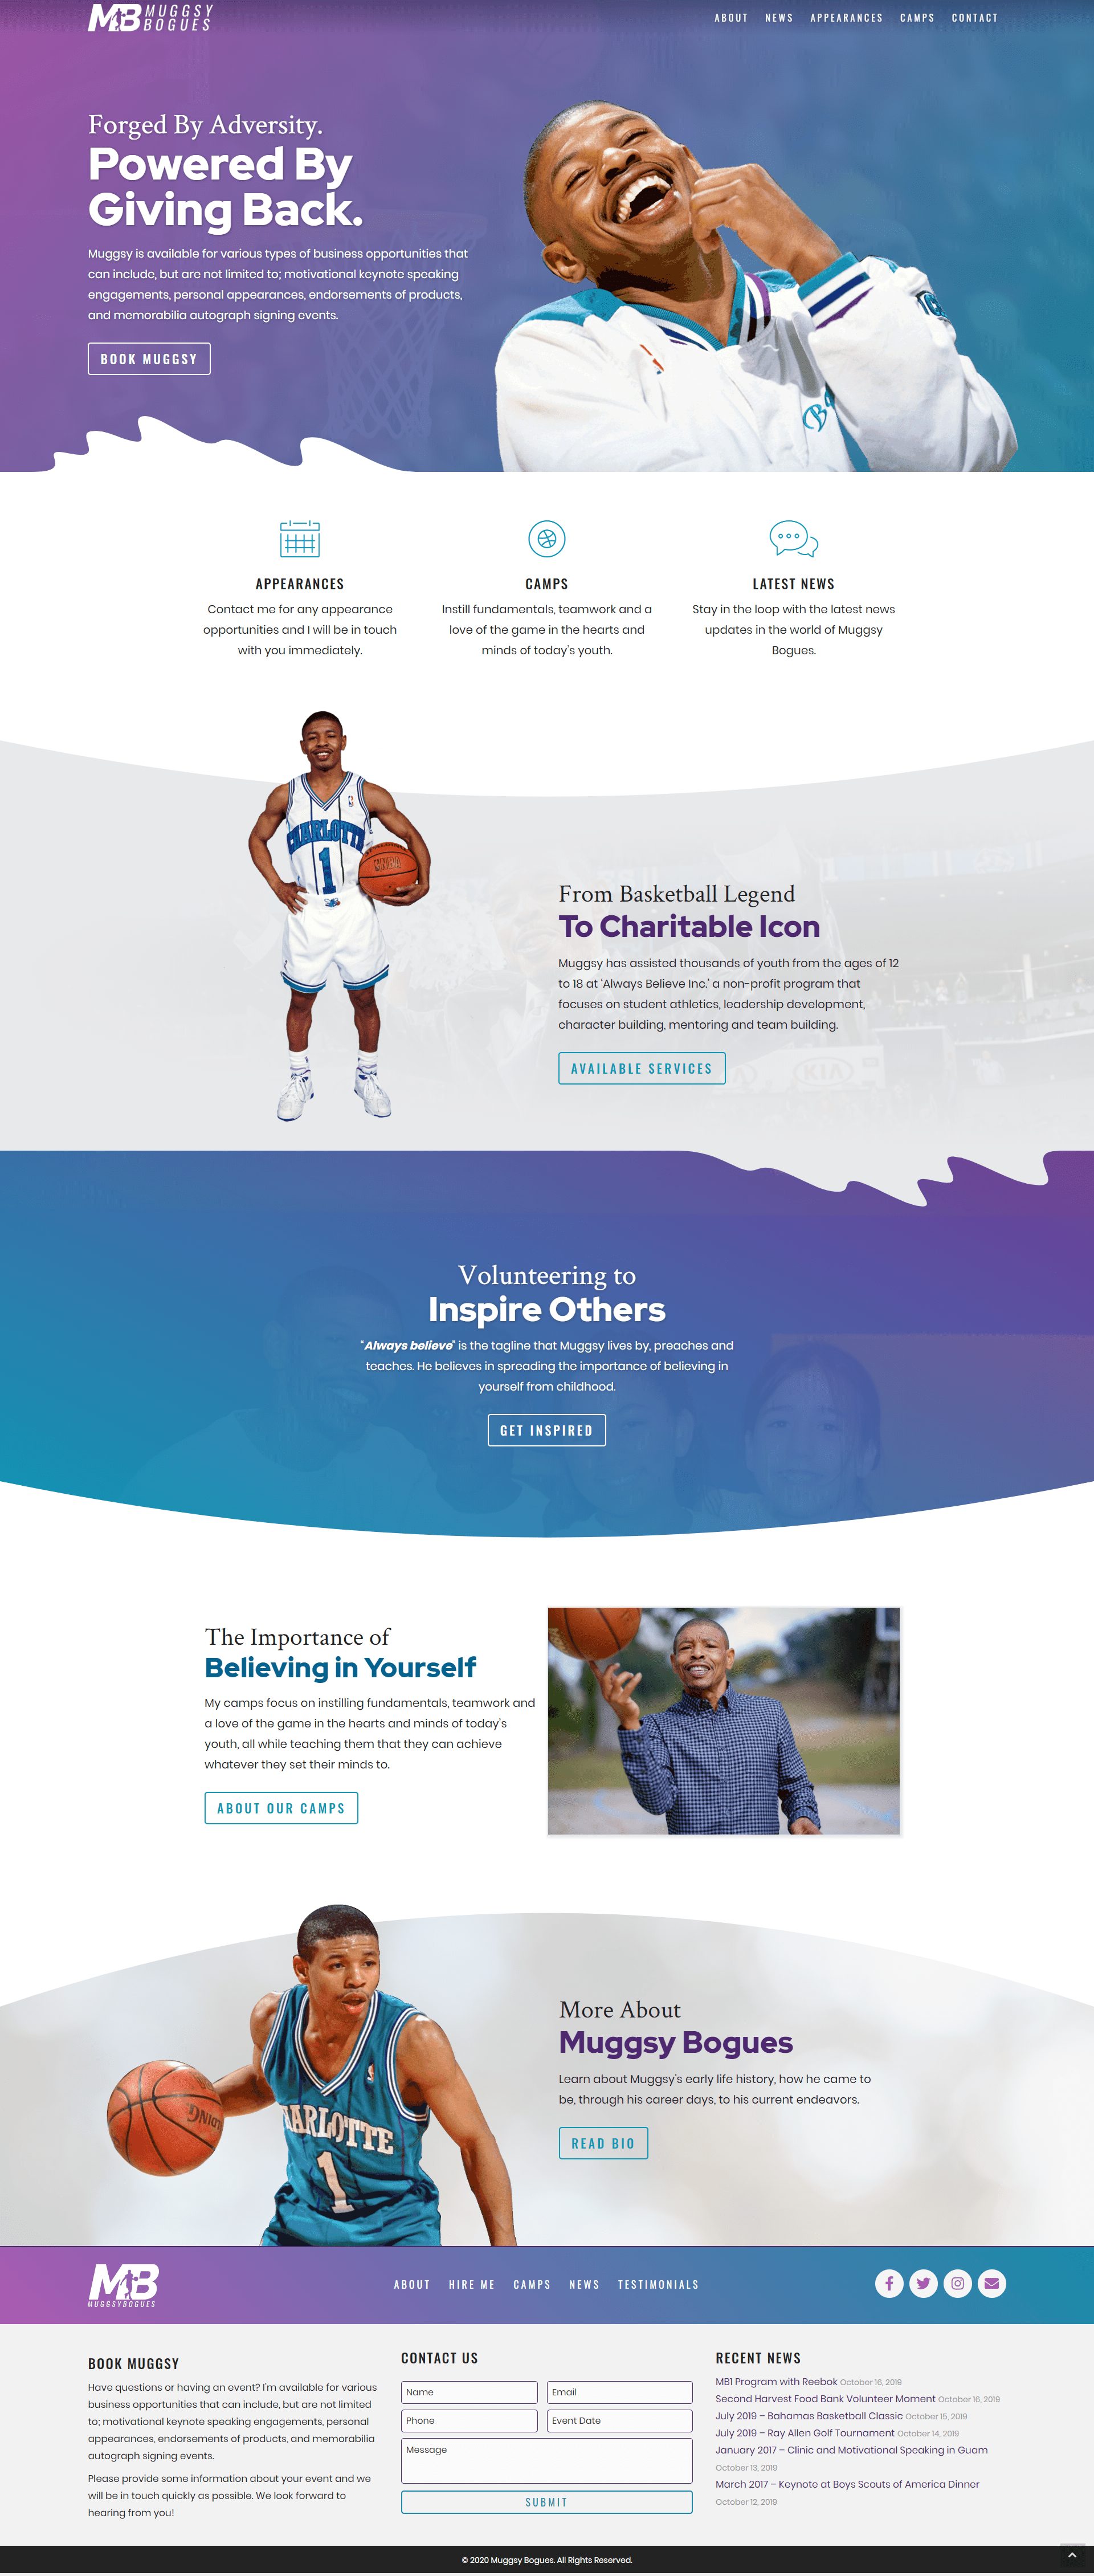 MB MUGGSY
BOGUES
ABOUT NEWS APPEARANCES CAMPS CONTACT
Forged By Adversity.
Powered By
Giving Back.
Muggsy is available for various types of business opportunities that
can include, but are not limited to; motivational keynote speaking
engagements, personal appearances, endorsements of products,
and memorabilia autograph signing events.
BOOK MUGGSY
APPEARANCES
Contact me for any appearance
opportunities and I will be in touch
with you immediately.
CAMPS
Instill fundamentals, teamwork and a
love of the game in the hearts and
minds of today's youth.
LATEST NEWS
Stay in the loop with the latest news
updates in the world of Muggsy
Bogues.
CHARLOTTE
1
From Basketball Legend
To Charitable Icon
Muggsy has assisted thousands of youth from the ages of 12
to 18 at 'Always Believe Inc.' a non-profit program that
focuses on student athletics, leadership development,
character building, mentoring and team building.
KIA
AVAILABLE SERVICES
Volunteering to
Inspire Others
"Always believe" is the tagline that Muggsy lives by, preaches and
teaches. He believes in spreading the importance of believing in
yourself from childhood.
GET INSPIRED
The Importance of
Believing in Yourself
My camps focus on instilling fundamentals, teamwork and
a love of the game in the hearts and minds of today's
youth, all while teaching them that they can achieve
whatever they set their minds to.
ABOUT OUR CAMPS
ARLOTTE
1
More About
Muggsy Bogues
Learn about Muggsy's early life history, how he came to
be, through his career days, to his current endeavors.
READ BIO
MB
MUGGSYBOGUES
ABOUT HIRE ME CAMPS NEWS TESTIMONIALS
BOOK MUGGSY
Have questions or having an event? I'm available for various
business opportunities that can include, but are not limited
to; motivational keynote speaking engagements, personal
appearances, endorsements of products, and memorabilia
autograph signing events.
Please provide some information about your event and we
will be in touch quickly as possible. We look forward to
hearing from you!
CONTACT US
Name Email
Phone Event Date
Message
SUBMIT
RECENT NEWS
MB1 Program with Reebok October 16, 2019
Second Harvest Food Bank Volunteer Moment October 16, 2019
July 2019 – Bahamas Basketball Classic October 15, 2019
July 2019 – Ray Allen Golf Tournament October 14, 2019
January 2017 – Clinic and Motivational Speaking in Guam
October 13, 2019
March 2017 – Keynote at Boys Scouts of America Dinner
October 12, 2019
© 2020 Muggsy Bogues. All Rights Reserved.